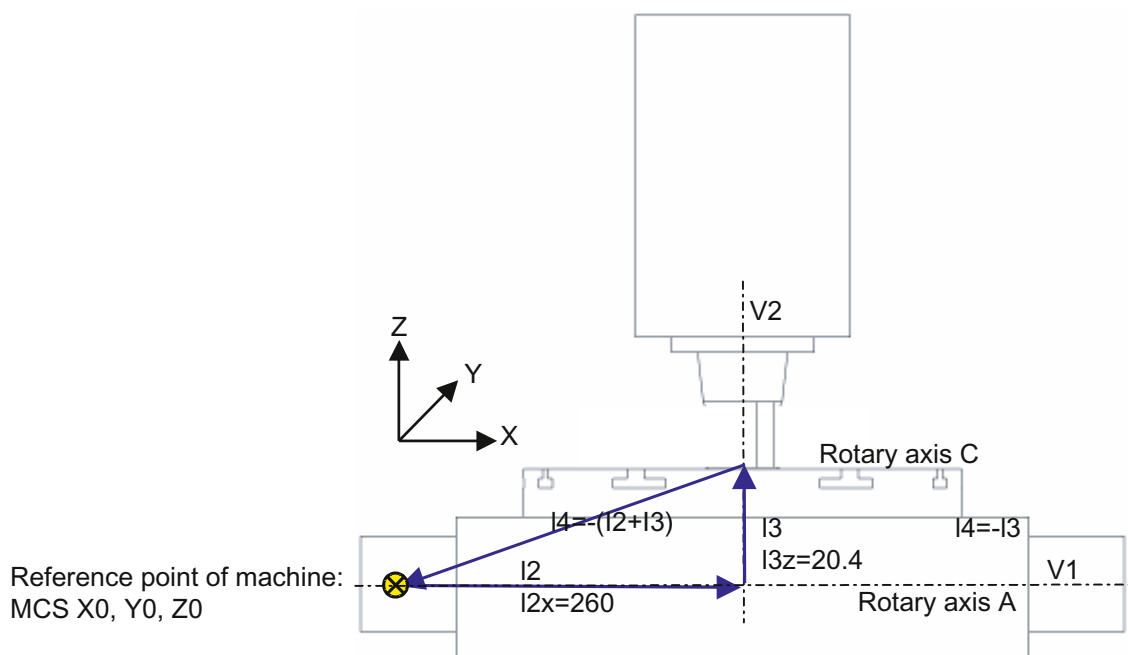 V2
Z
Y
X
Rotary axis C
l4=-(l2+l3)
l3
l4=-l3
l3z=20.4
Reference point of machine:
MCS X0, Y0, Z0
l2
l2x=260
V1
Rotary axis A